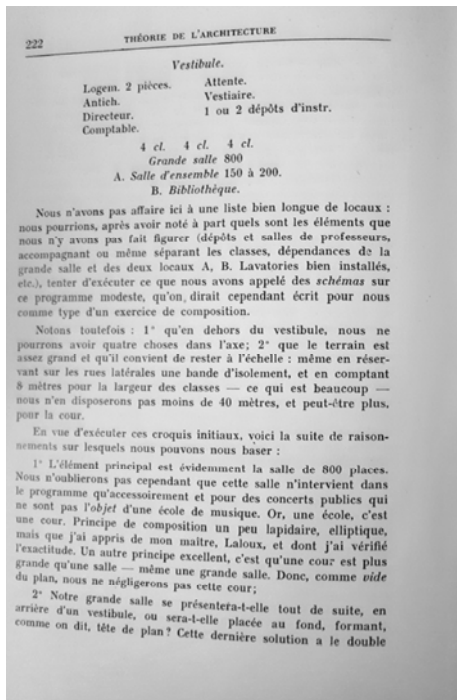 222
THÉORIE DE L'ARCHITECTURE
Vestibule.
Logem. 2 pièces.
Antich.
Directeur.
Comptable.
Attente.
Vestiaire.
1 ou 2 dépôts d'instr.
4 cl. 4 cl. 4 cl.
Grande salle 800
A. Salle d'ensemble 150 à 200.
B. Bibliothèque.
Nous n'avons pas affaire ici à une liste bien longue de locaux :
nous pourrions, après avoir noté à part quels sont les éléments que
nous n'y avons pas fait figurer (dépôts et salles de professeurs,
accompagnant ou même séparant les classes, dépendances de la
grande salle et des deux locaux A, B. Lavatories bien installés,
etc.), tenter d'exécuter ce que nous avons appelé des schémas sur
ce programme modeste, qu'on dirait cependant écrit pour nous
comme type d'un exercice de composition.
Notons toutefois : 1° qu'en dehors du vestibule, nous ne
pourrons avoir quatre choses dans l'axe; 2° que le terrain est
assez grand et qu'il convient de rester à l'échelle : même en réser-
vant sur les rues latérales une bande d'isolement, et en comptant
8 mètres pour la largeur des classes — ce qui est beaucoup —
nous n'en disposerons pas moins de 40 mètres, et peut-être plus,
pour la cour.
En vue d'exécuter ces croquis initiaux, voici la suite de raison-
nements sur lesquels nous pouvons nous baser :
1° L'élément principal est évidemment la salle de 800 places.
Nous n'oublierons pas cependant que cette salle n'intervient dans
le programme qu'accessoirement et pour des concerts publics qui
ne sont pas l'objet d'une école de musique. Or, une école, c'est
une cour. Principe de composition un peu lapidaire, elliptique,
mais que j'ai appris de mon maître, Laloux, et dont j'ai vérifié
l'exactitude. Un autre principe excellent, c'est qu'une cour est plus
grande qu'une salle — même une grande salle. Donc, comme vide
du plan, nous ne négligerons pas cette cour;
2° Notre grande salle se présentera-t-elle tout de suite, en
arrière d'un vestibule, ou sera-t-elle placée au fond, formant,
comme on dit, tête de plan ? Cette dernière solution a le double